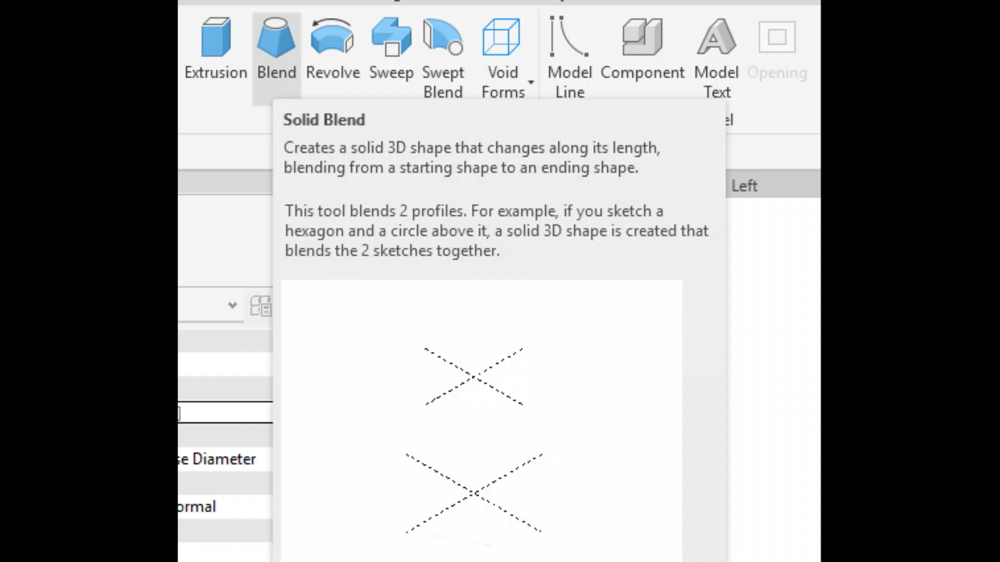 Extrusion Blend Revolve Sweep Swept Blend Void Forms Model Line Component Model Text Opening
Solid Blend
Creates a solid 3D shape that changes along its length,
blending from a starting shape to an ending shape.
Left
This tool blends 2 profiles. For example, if you sketch a
hexagon and a circle above it, a solid 3D shape is created that
blends the 2 sketches together.
se Diameter
ormal